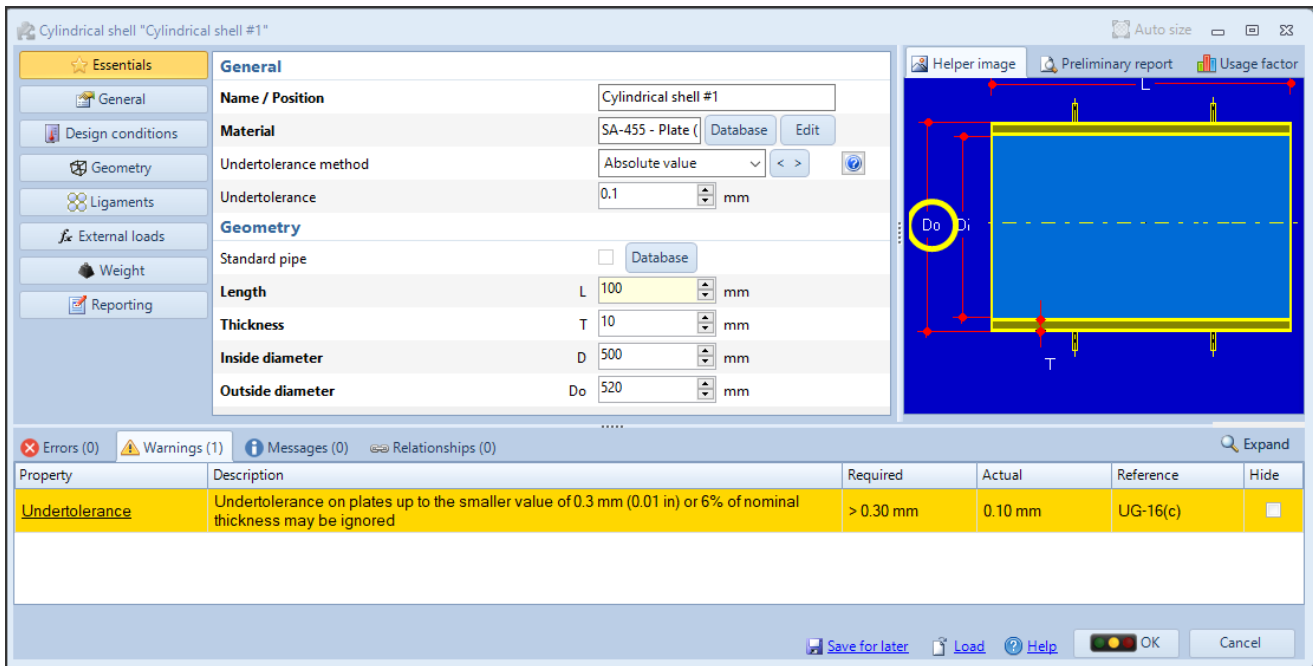 Cylindrical shell "Cylindrical shell #1"
Auto size
Essentials
General
Design conditions
Geometry
Ligaments
External loads
Weight
Reporting
General
Name / Position Cylindrical shell #1
Material SA-455 - Plate ( Database Edit
Undertolerance method Absolute value < >
Undertolerance 0.1 mm
Geometry
Standard pipe Database
Length L 100 mm
Thickness T 10 mm
Inside diameter D 500 mm
Outside diameter Do 520 mm
Helper image Preliminary report Usage factor
L
Do Di
T
Errors (0) Warnings (1) Messages (0) Relationships (0) Expand
Property Description Required Actual Reference Hide
Undertolerance Undertolerance on plates up to the smaller value of 0.3 mm (0.01 in) or 6% of nominal
thickness may be ignored > 0.30 mm 0.10 mm UG-16(c)
Save for later Load Help OK Cancel